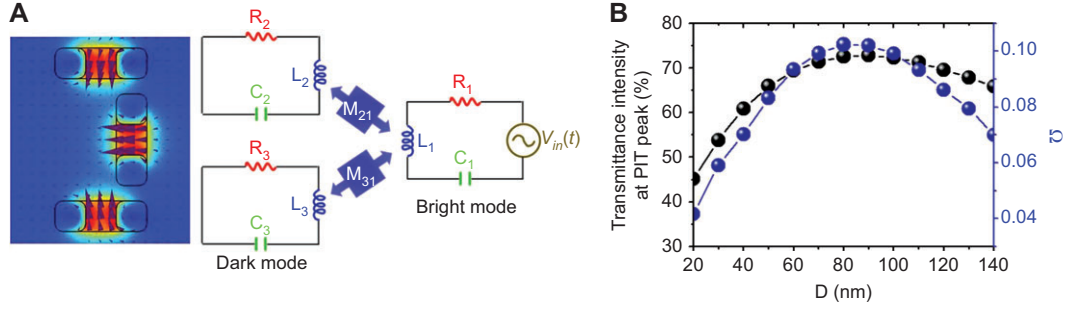 A
R2
L2
C2
M21
R1
L1
Vin(t)
C1
R3
M31
L3
C3
Bright mode
Dark mode
B
80
70
60
50
40
30
Transmittance intensity
at PIT peak (%)
0.10
0.08
0.06
0.04
Ω
20 40 60 80 100 120 140
D (nm)